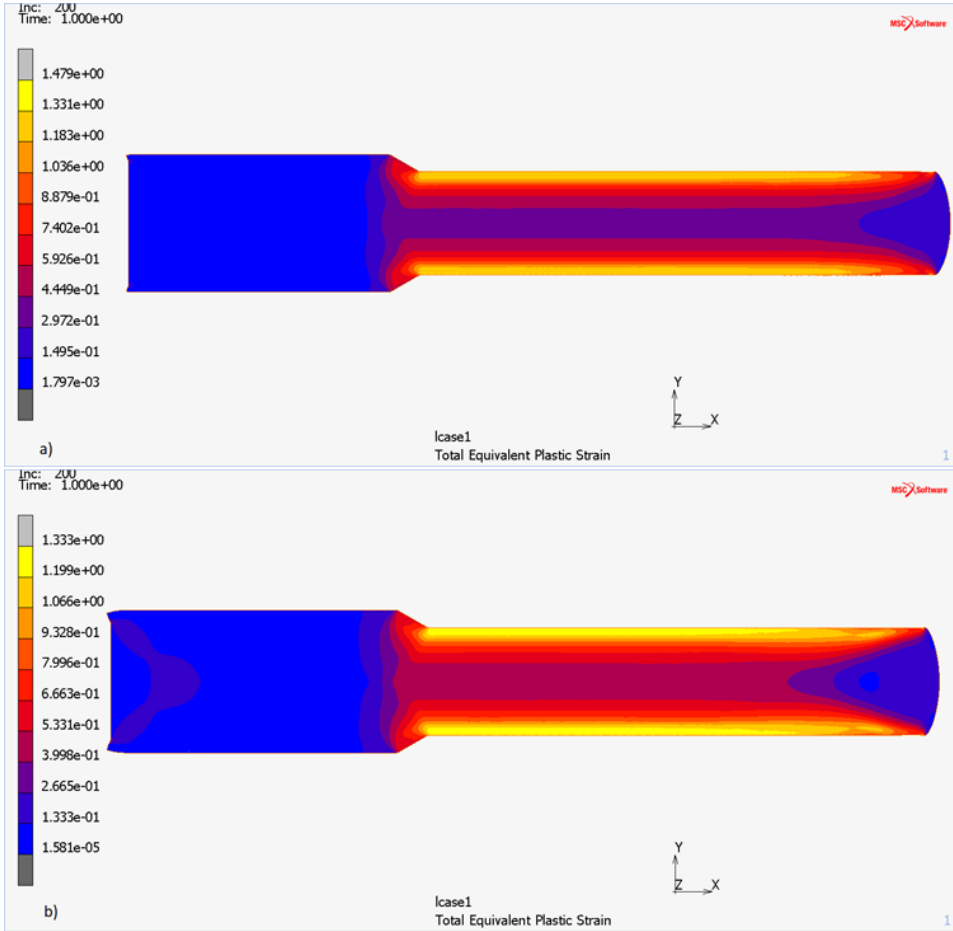 Inc: 200
Time: 1.000e+00
MSC Software
1.479e+00
1.331e+00
1.183e+00
1.036e+00
8.879e-01
7.402e-01
5.926e-01
4.449e-01
2.972e-01
1.495e-01
1.797e-03
Y
Z X
lcase1
a)
Total Equivalent Plastic Strain
1
Inc: 200
Time: 1.000e+00
MSC Software
1.333e+00
1.199e+00
1.066e+00
9.328e-01
7.996e-01
6.663e-01
5.331e-01
3.998e-01
2.665e-01
1.333e-01
1.581e-05
Y
Z X
lcase1
b)
Total Equivalent Plastic Strain
1